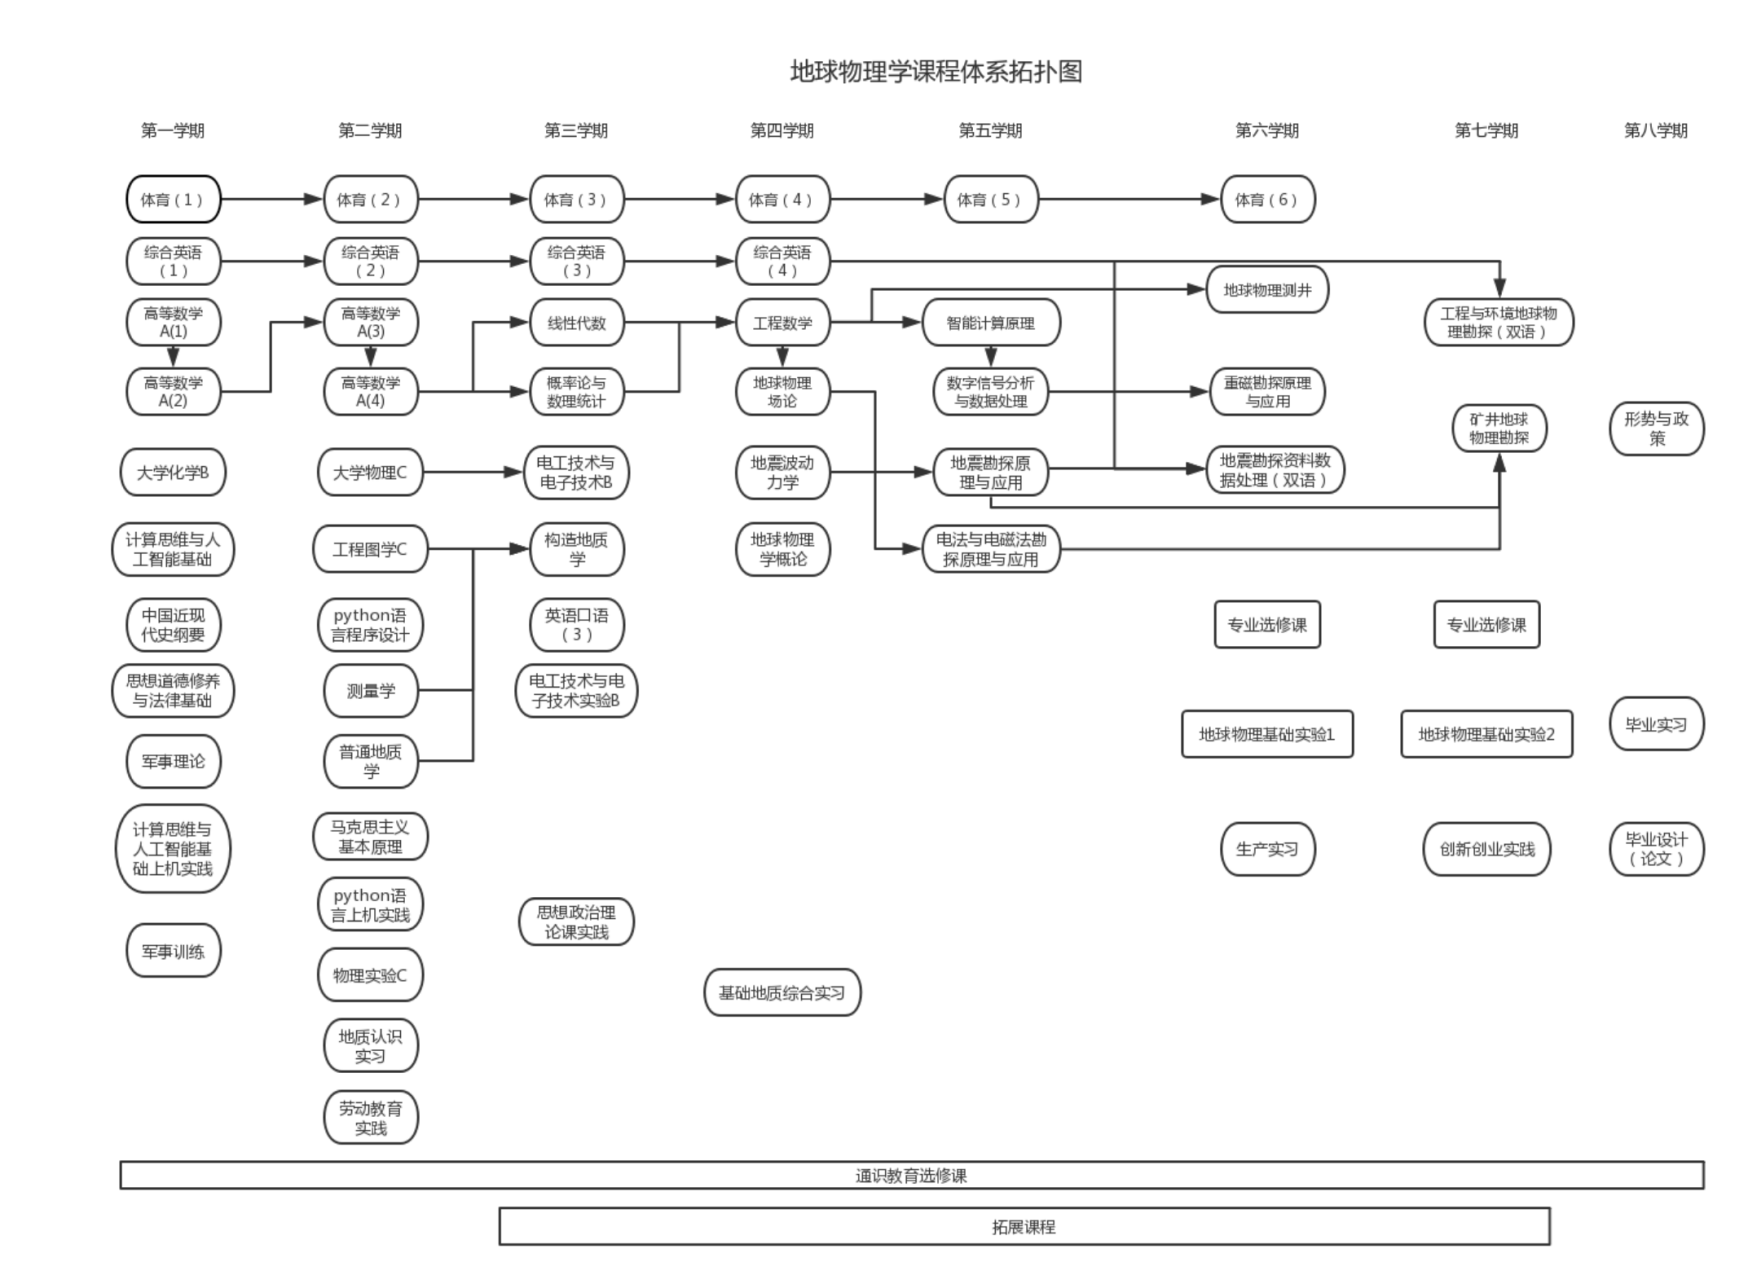 地球物理学课程体系拓扑图
第一学期
第二学期
第三学期
第四学期
第五学期
第六学期
第七学期
第八学期
体育（1）
体育（2）
体育（3）
体育（4）
体育（5）
体育（6）
综合英语
（1）
综合英语
（2）
综合英语
（3）
综合英语
（4）
地球物理测井
高等数学
A(1)
高等数学
A(3)
线性代数
工程数学
智能计算原理
工程与环境地球物
理勘探（双语）
高等数学
A(2)
高等数学
A(4)
概率论与
数理统计
地球物理
场论
数字信号分析
与数据处理
重磁勘探原理
与应用
矿井地球
物理勘探
形势与政
策
大学化学B
大学物理C
电工技术与
电子技术B
地震波动
力学
地震勘探原
理与应用
地震勘探资料数
据处理（双语）
计算思维与人
工智能基础
工程图学C
构造地质
学
地球物理
学概论
电法与电磁法勘
探原理与应用
中国近现
代史纲要
python语
言程序设计
英语口语
（3）
专业选修课
专业选修课
思想道德修养
与法律基础
测量学
电工技术与电
子技术实验B
地球物理基础实验1
地球物理基础实验2
毕业实习
军事理论
普通地质
学
计算思维与
人工智能基
础上机实践
马克思主义
基本原理
生产实习
创新创业实践
毕业设计
（论文）
python语
言上机实践
思想政治理
论课实践
军事训练
物理实验C
基础地质综合实习
地质认识
实习
劳动教育
实践
通识教育选修课
拓展课程